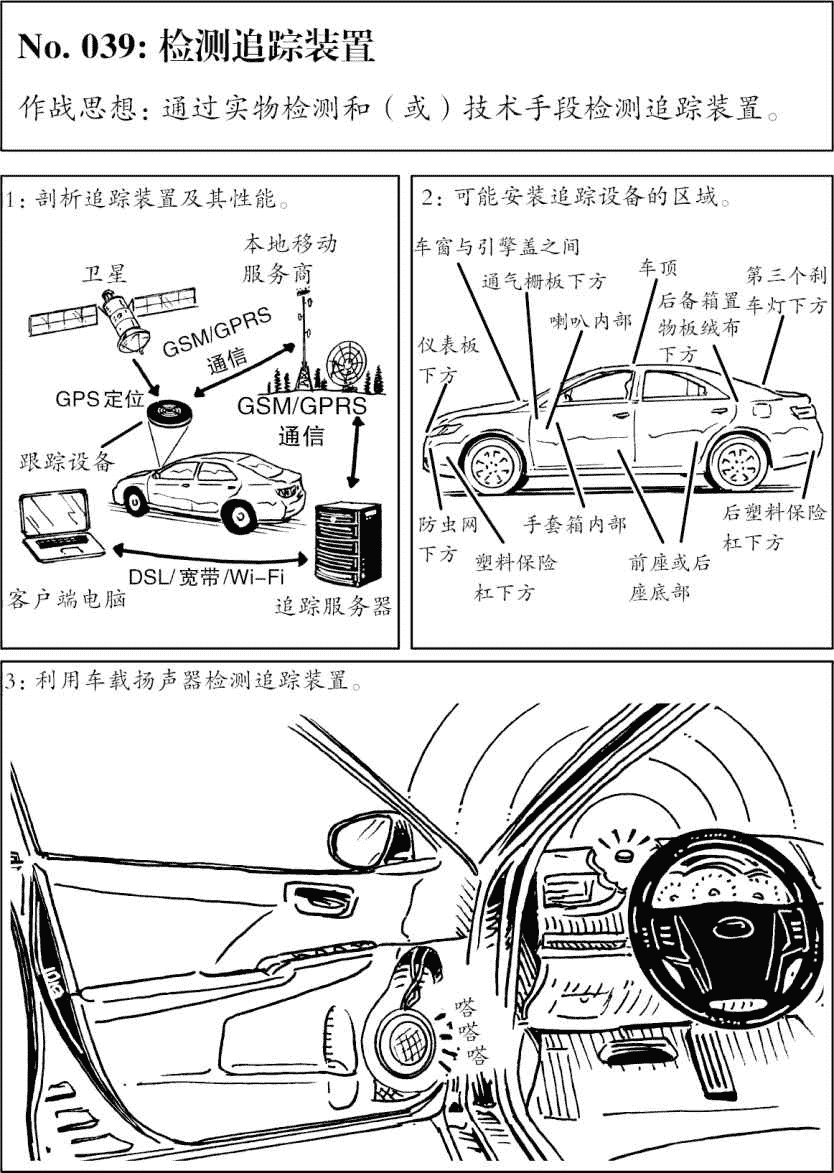 No. 039: 检测追踪装置
作战思想：通过实物检测和（或）技术手段检测追踪装置。
1：剖析追踪装置及其性能。
卫星
本地移动
服务商
GSM/GPRS
通信
GPS定位
GSM/GPRS
通信
跟踪设备
DSL/宽带/Wi-Fi
客户端电脑
追踪服务器
2：可能安装追踪设备的区域。
车窗与引擎盖之间
通气栅板下方
车顶
第三个刹
车灯下方
喇叭内部
后备箱置
物板绒布
下方
仪表板
下方
防虫网
下方
塑料保险
杠下方
手套箱内部
前座或后
座底部
后塑料保险
杠下方
3：利用车载扬声器检测追踪装置。
嗒
嗒
嗒